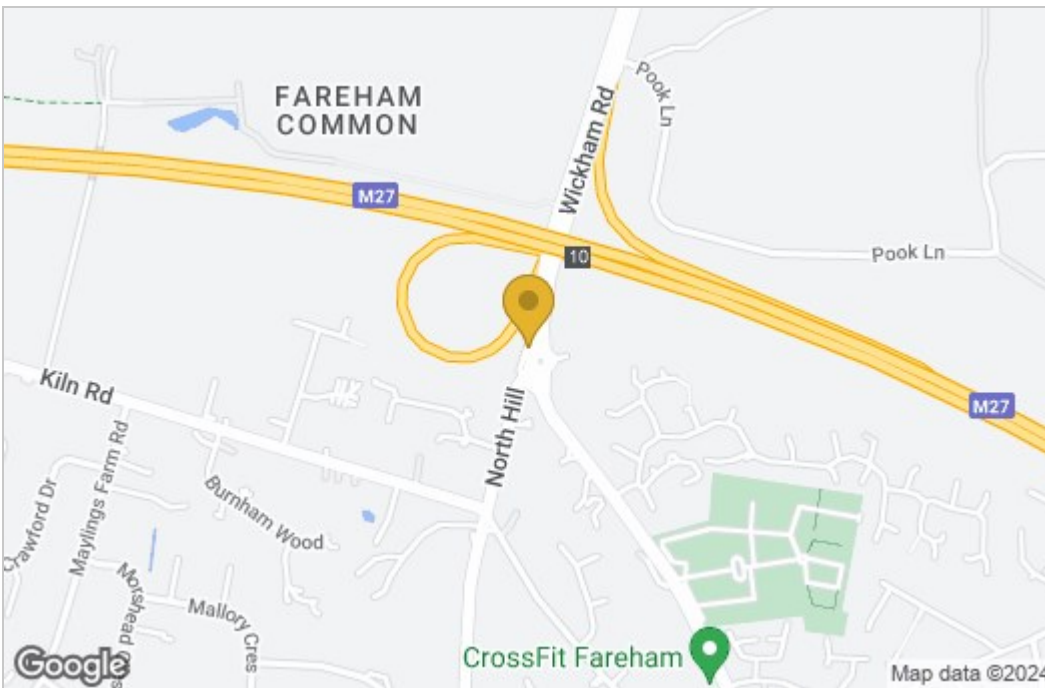 FAREHAM
COMMON
Pook Ln
Wickham Rd
M27
10
Pook Ln
Kiln Rd
M27
North Hill
Crawford Dr
Maylings Farm Rd
Burnham Wood
Morshead
Mallory Cres
CrossFit Fareham
Google
Map data ©2024